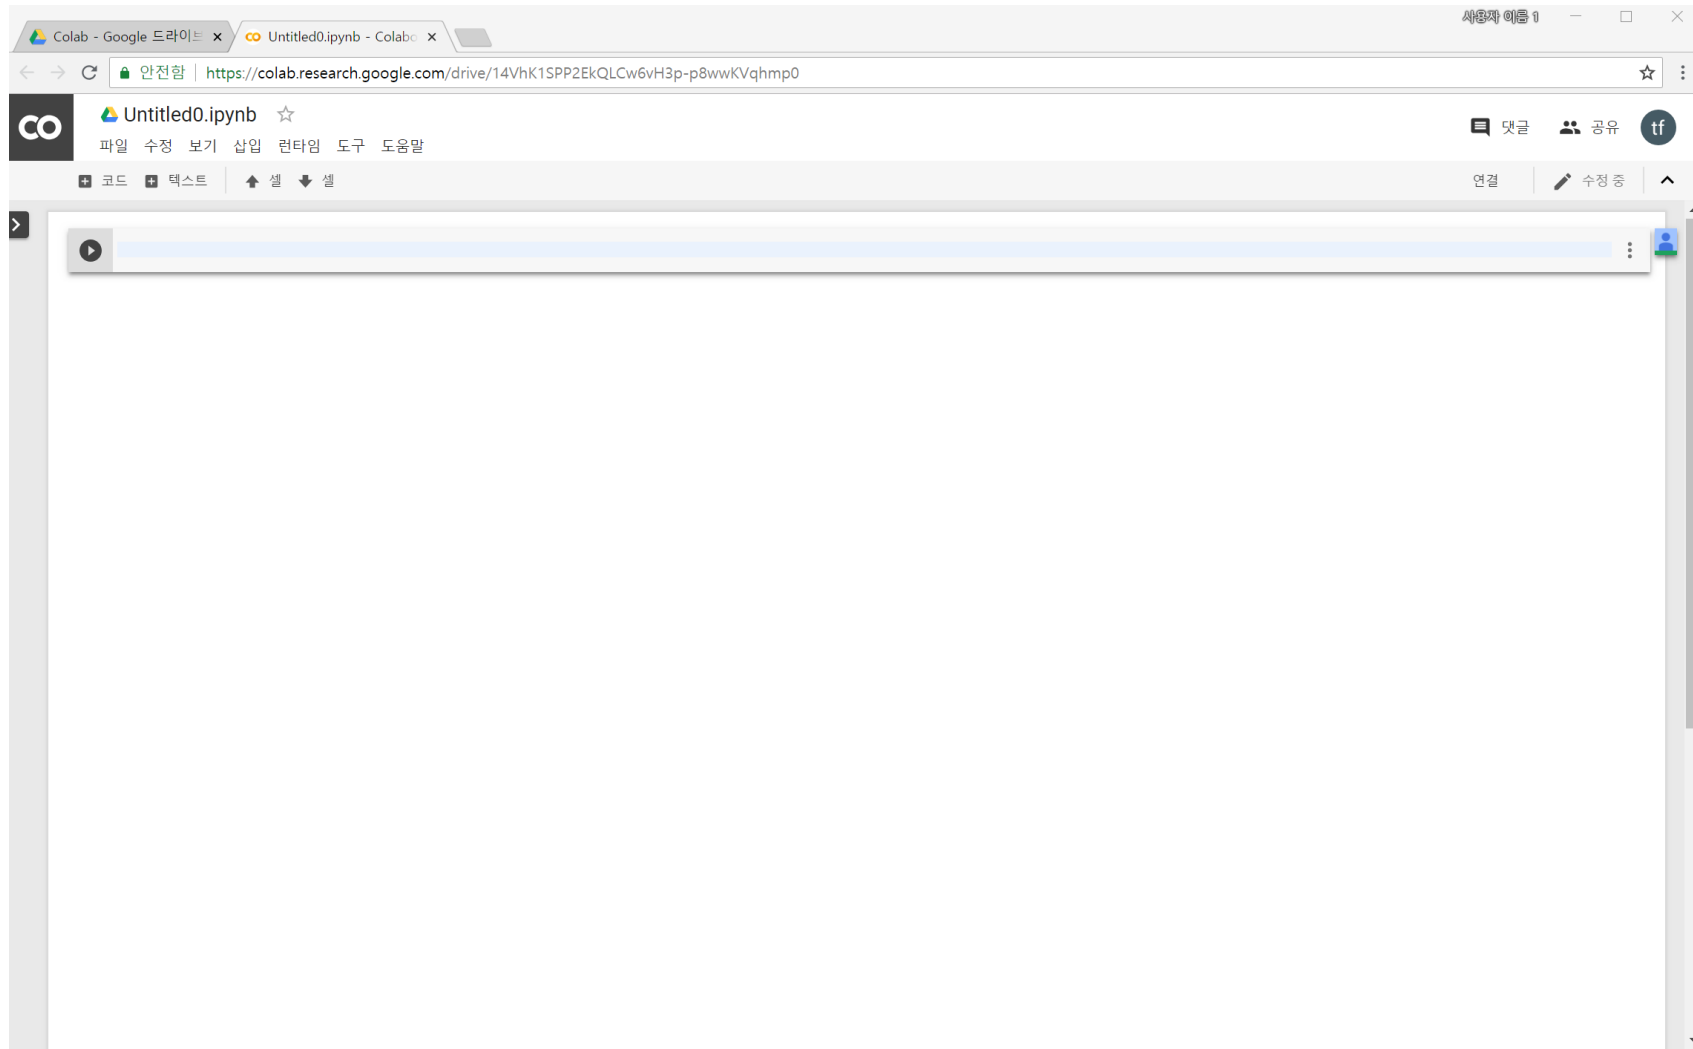 사용자 이름 1
Colab - Google 드라이브 Untitled0.ipynb - Colabo
안전함 https://colab.research.google.com/drive/14VhK1SPP2EkQLCw6vH3p-p8wwKVqhmp0
CO Untitled0.ipynb 댓글 공유 tf
파일 수정 보기 삽입 런타임 도구 도움말
코드 텍스트 셀 셀 연결 수정 중